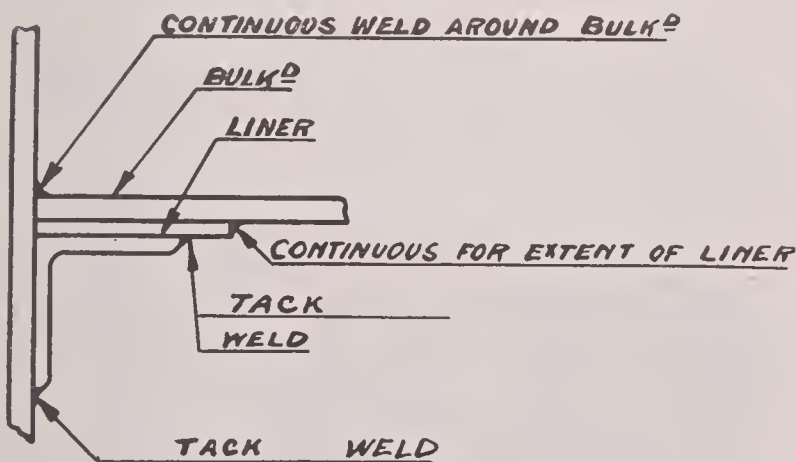 CONTINUOUS WELD AROUND BULKᴰ
BULKᴰ
LINER
CONTINUOUS FOR EXTENT OF LINER
TACK
WELD
TACK WELD